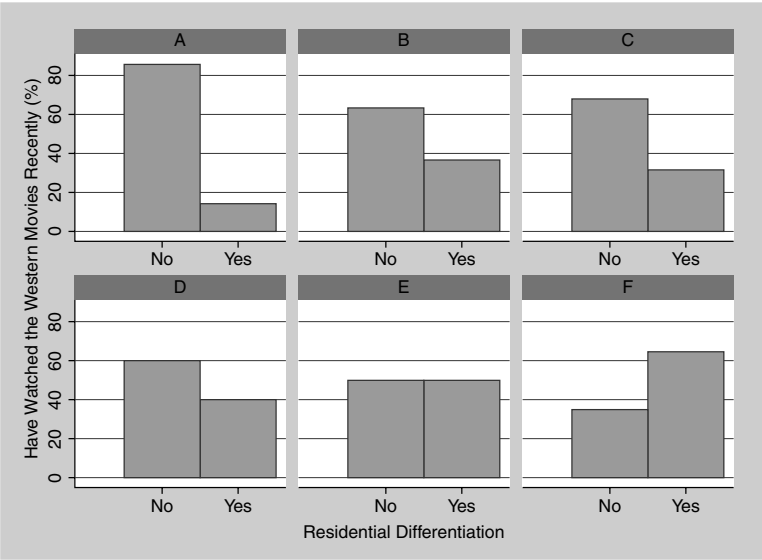 Have Watched the Western Movies Recently (%)
A
B
C
80
60
40
20
0
No Yes
No Yes
No Yes
D
E
F
80
60
40
20
0
No Yes
No Yes
No Yes
Residential Differentiation